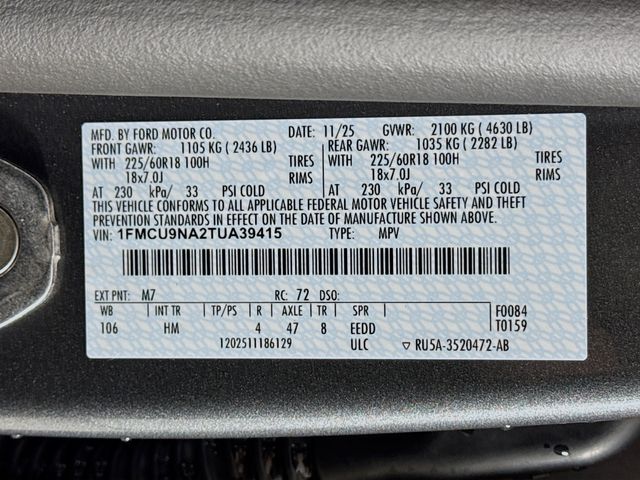 MFD. BY FORD MOTOR CO. DATE: 11/25 GVWR: 2100 KG ( 4630 LB)
FRONT GAWR: 1105 KG ( 2436 LB) REAR GAWR: 1035 KG ( 2282 LB)
WITH 225/60R18 100H TIRES WITH 225/60R18 100H TIRES
18x7.0J RIMS 18x7.0J RIMS
AT 230 kPa/ 33 PSI COLD AT 230 kPa/ 33 PSI COLD
THIS VEHICLE CONFORMS TO ALL APPLICABLE FEDERAL MOTOR VEHICLE SAFETY AND THEFT
PREVENTION STANDARDS IN EFFECT ON THE DATE OF MANUFACTURE SHOWN ABOVE.
VIN: 1FMCU9NA2TUA39415 TYPE: MPV
EXT PNT: M7 RC: 72 DSO:
WB INT TR TP/PS R AXLE TR SPR F0084
106 HM 4 47 8 EEDD T0159
1202511186129 ULC ▽ RU5A-3520472-AB